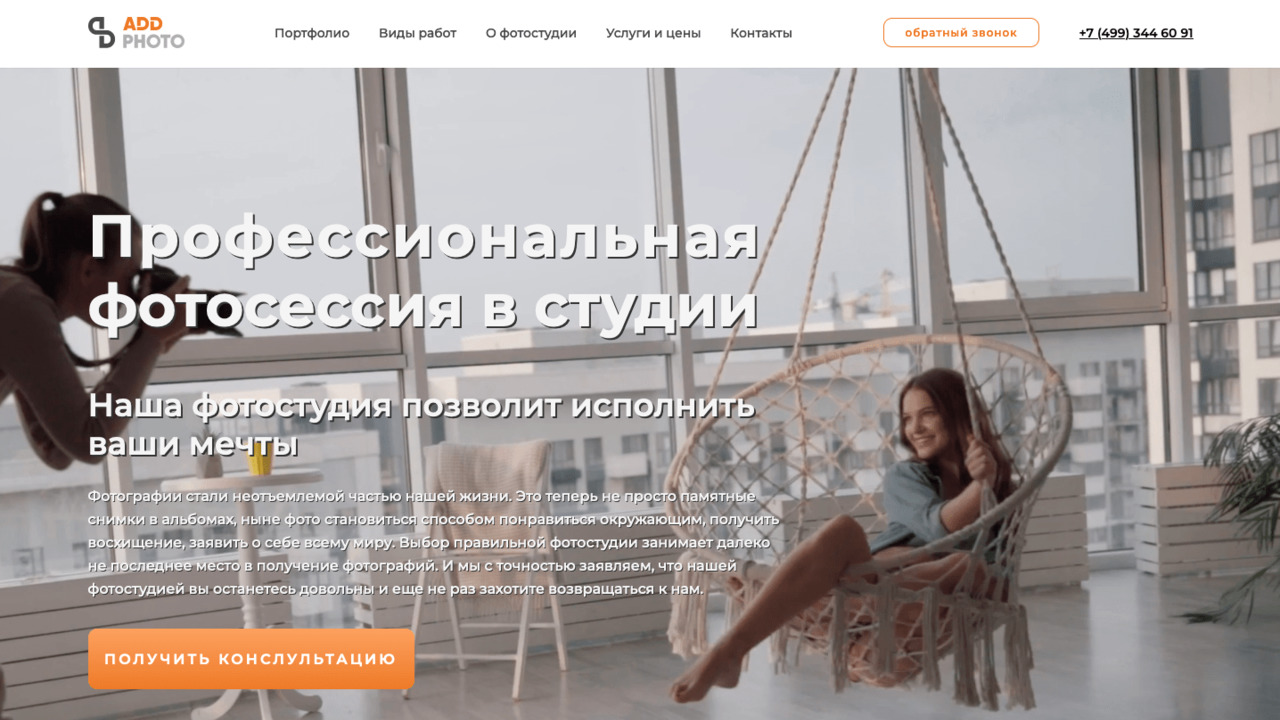 ADD
PHOTO
Портфолио
Виды работ
О фотостудии
Услуги и цены
Контакты
обратный звонок
+7 (499) 344 60 91
Профессиональная
фотосессия в студии
Наша фотостудия позволит исполнить
ваши мечты
Фотографии стали неотъемлемой частью нашей жизни. Это теперь не просто памятные
снимки в альбомах, ныне фото становиться способом понравиться окружающим, получить
восхищение, заявить о себе всему миру. Выбор правильной фотостудии занимает далеко
не последнее место в получение фотографий. И мы с точностью заявляем, что нашей
фотостудией вы останетесь довольны и еще не раз захотите возвращаться к нам.
ПОЛУЧИТЬ КОНСЛУЛЬТАЦИЮ